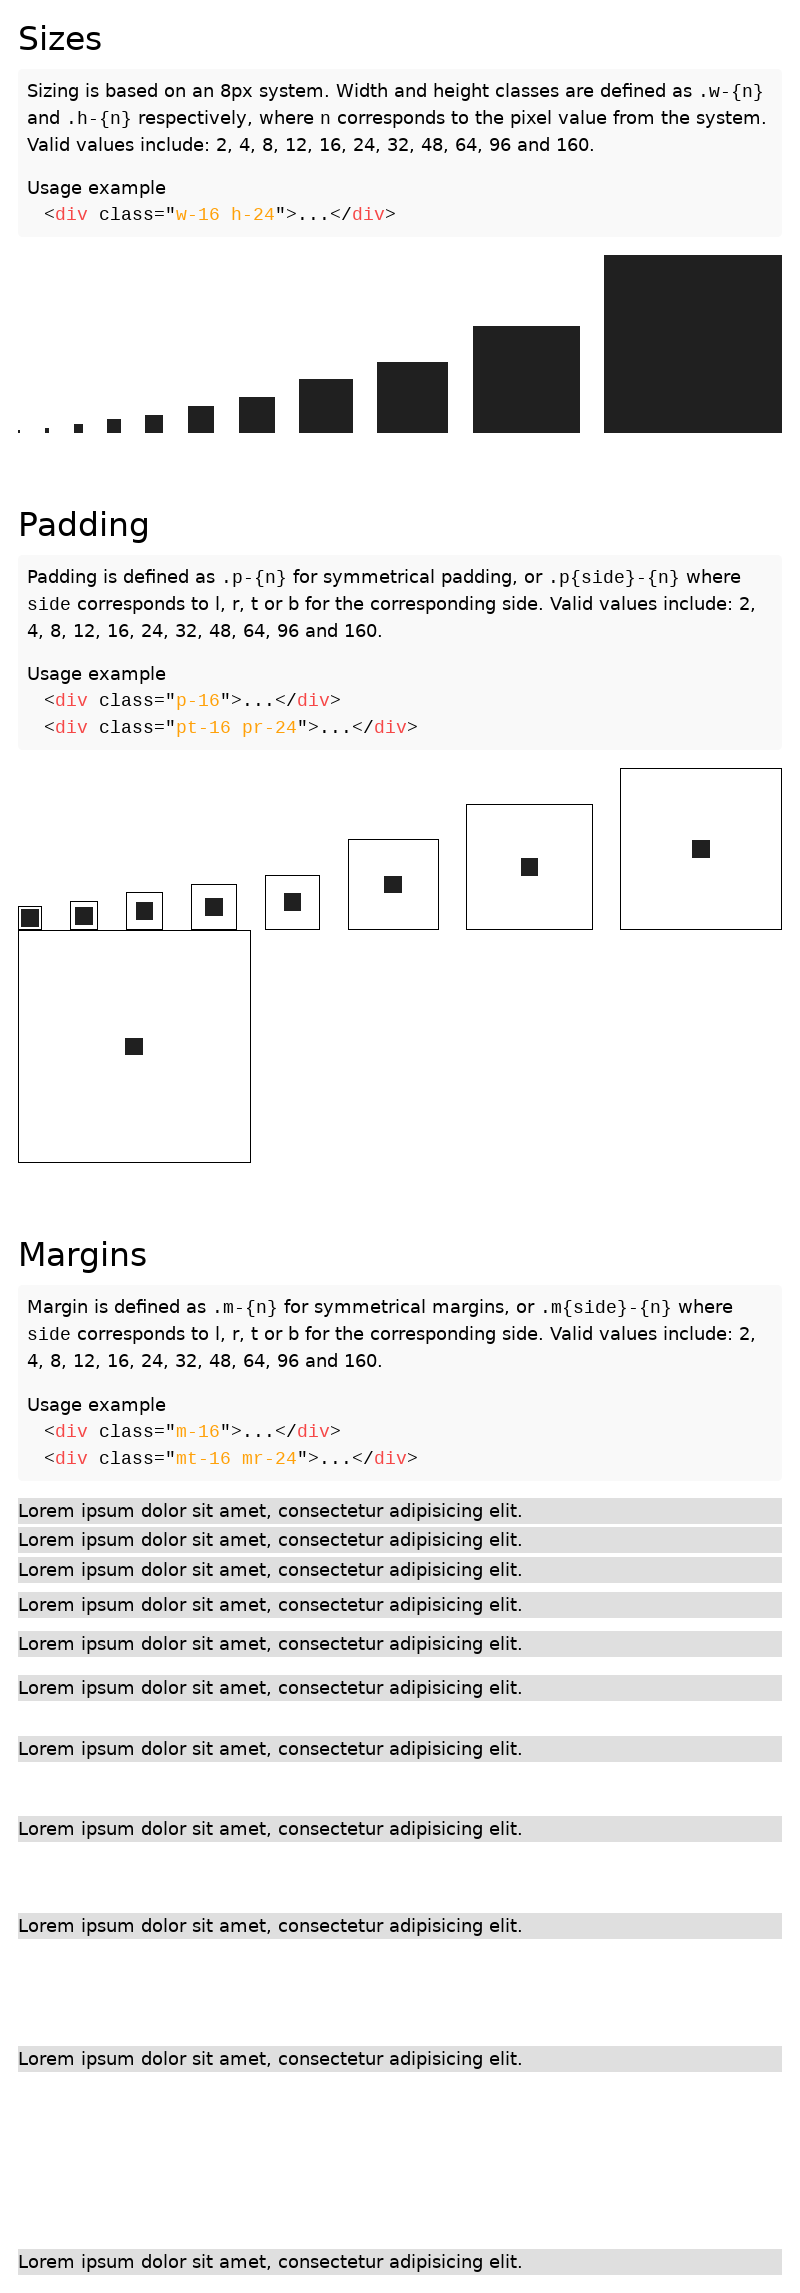 Sizes
Sizing is based on an 8px system. Width and height classes are defined as .w-{n}
and .h-{n} respectively, where n corresponds to the pixel value from the system.
Valid values include: 2, 4, 8, 12, 16, 24, 32, 48, 64, 96 and 160.
Usage example
<div class="w-16 h-24">...</div>
Padding
Padding is defined as .p-{n} for symmetrical padding, or .p{side}-{n} where
side corresponds to l, r, t or b for the corresponding side. Valid values include: 2,
4, 8, 12, 16, 24, 32, 48, 64, 96 and 160.
Usage example
<div class="p-16">...</div>
<div class="pt-16 pr-24">...</div>
Margins
Margin is defined as .m-{n} for symmetrical margins, or .m{side}-{n} where
side corresponds to l, r, t or b for the corresponding side. Valid values include: 2,
4, 8, 12, 16, 24, 32, 48, 64, 96 and 160.
Usage example
<div class="m-16">...</div>
<div class="mt-16 mr-24">...</div>
Lorem ipsum dolor sit amet, consectetur adipisicing elit.
Lorem ipsum dolor sit amet, consectetur adipisicing elit.
Lorem ipsum dolor sit amet, consectetur adipisicing elit.
Lorem ipsum dolor sit amet, consectetur adipisicing elit.
Lorem ipsum dolor sit amet, consectetur adipisicing elit.
Lorem ipsum dolor sit amet, consectetur adipisicing elit.
Lorem ipsum dolor sit amet, consectetur adipisicing elit.
Lorem ipsum dolor sit amet, consectetur adipisicing elit.
Lorem ipsum dolor sit amet, consectetur adipisicing elit.
Lorem ipsum dolor sit amet, consectetur adipisicing elit.
Lorem ipsum dolor sit amet, consectetur adipisicing elit.